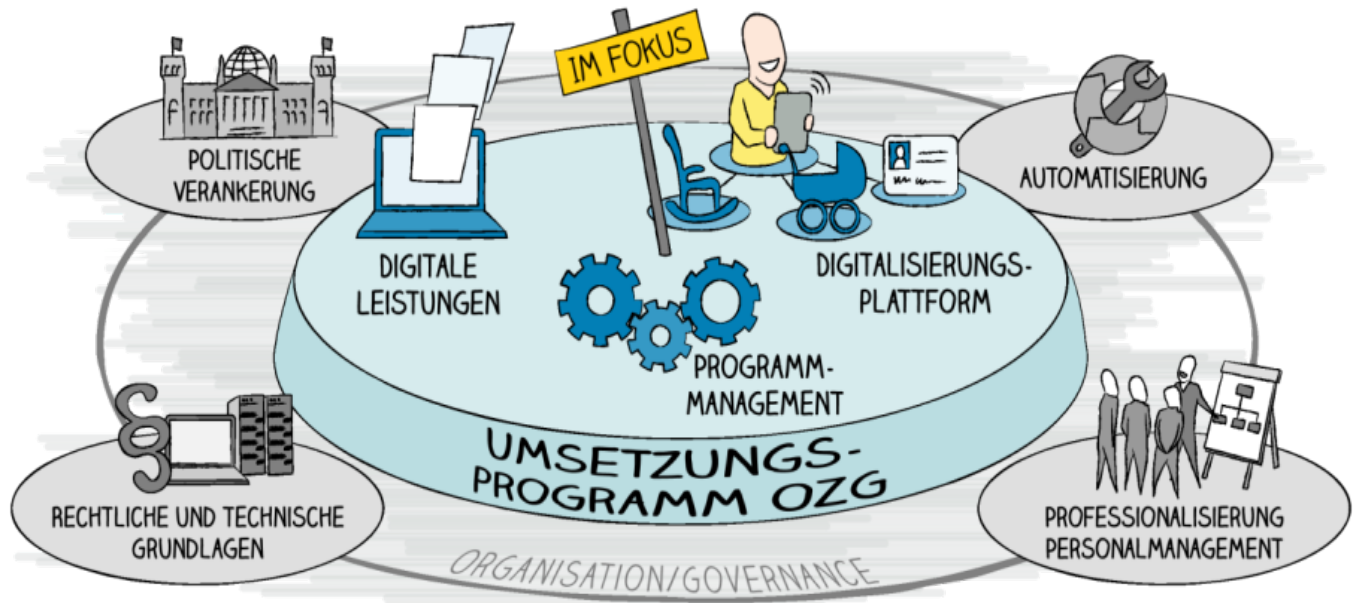 IM FOKUS
POLITISCHE
VERANKERUNG
AUTOMATISIERUNG
DIGITALE
LEISTUNGEN
DIGITALISIERUNGS-
PLATTFORM
PROGRAMM-
MANAGEMENT
UMSETZUNGS-
PROGRAMM OZG
RECHTLICHE UND TECHNISCHE
GRUNDLAGEN
PROFESSIONALISIERUNG
PERSONALMANAGEMENT
ORGANISATION/GOVERNANCE